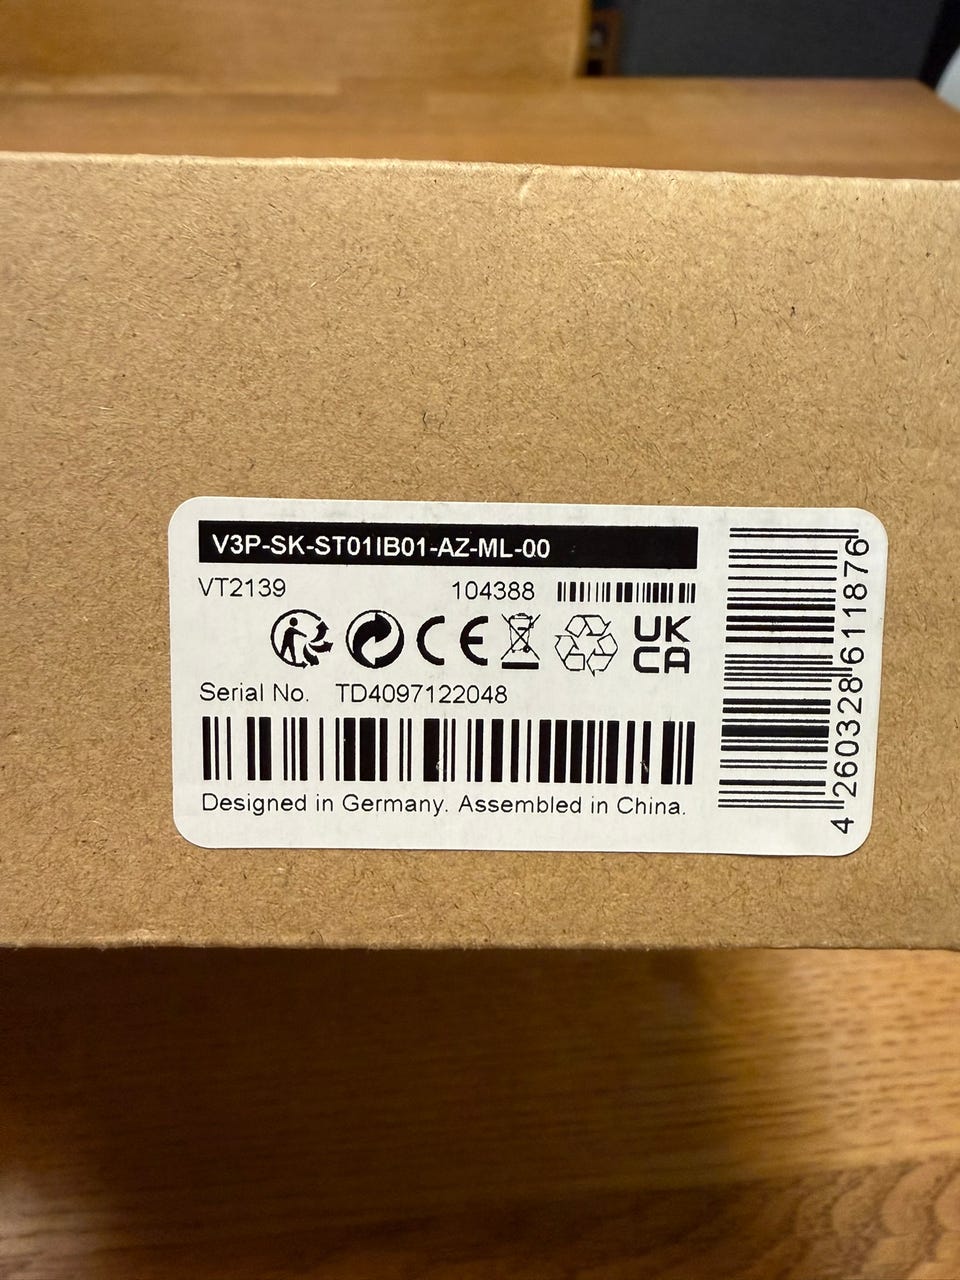 V3P-SK-ST01IB01-AZ-ML-00
VT2139 104388
CE UK CA
Serial No. TD4097122048
Designed in Germany. Assembled in China.
4 260328 611876